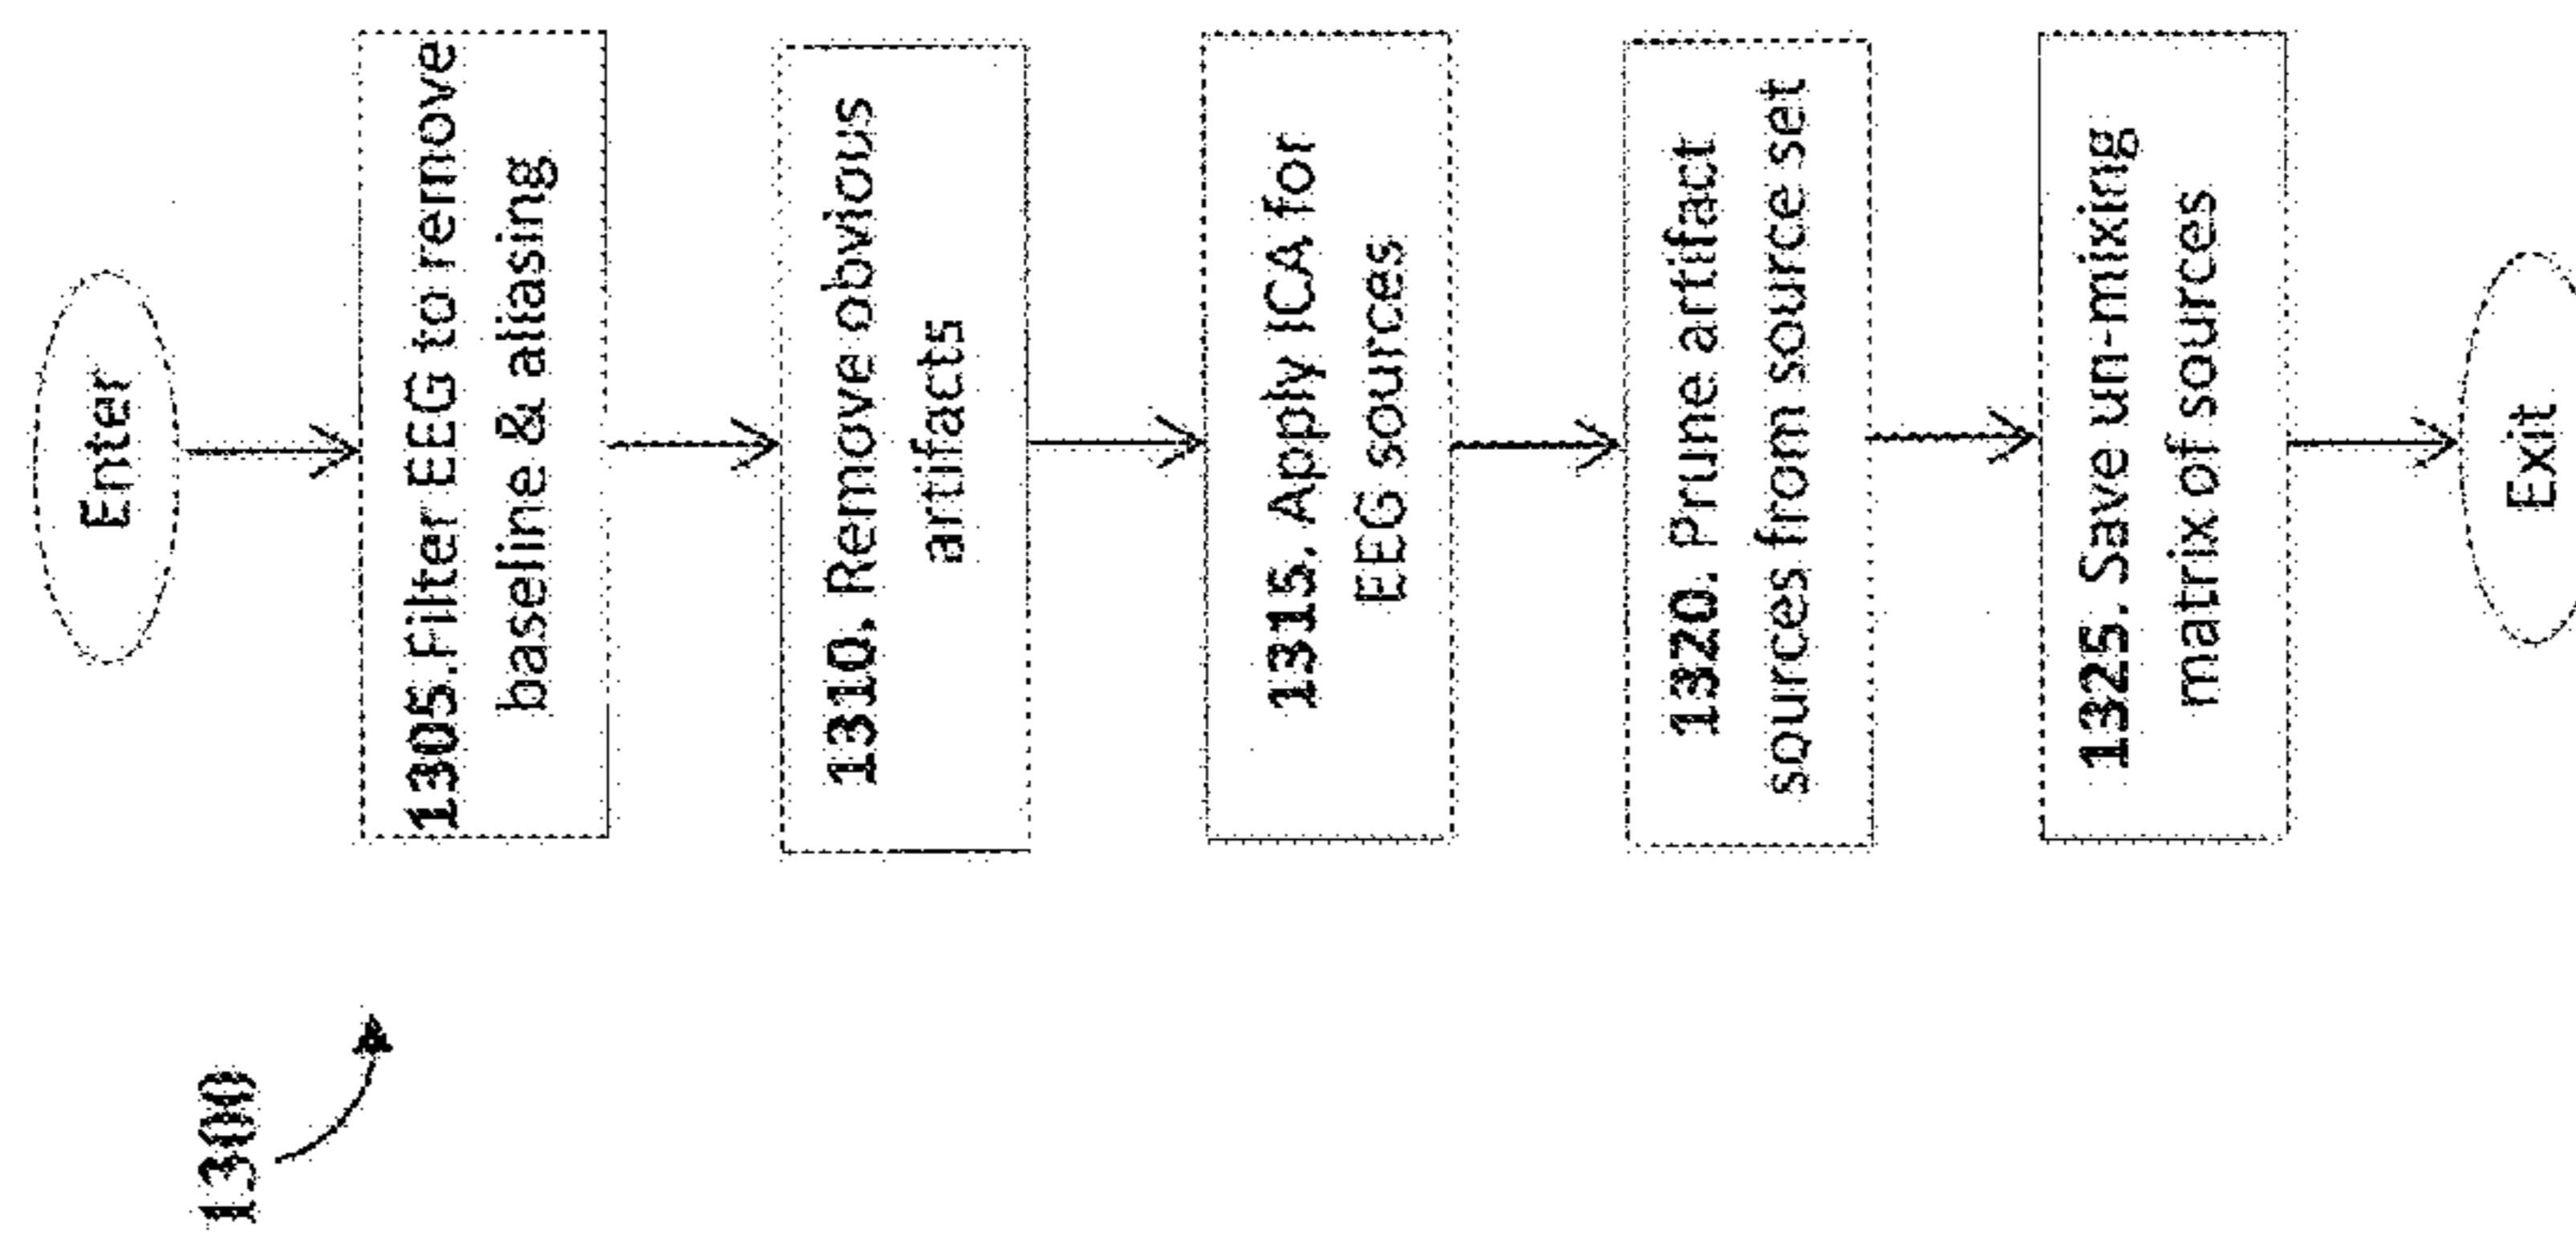 1300
Enter
1305.Filter EEG to remove
baseline & aliasing
1310. Remove obvious
artifacts
1315. Apply ICA for
EEG sources
1320. Prune artifact
sources from source set
1325. Save un-mixing
matrix of sources
Exit